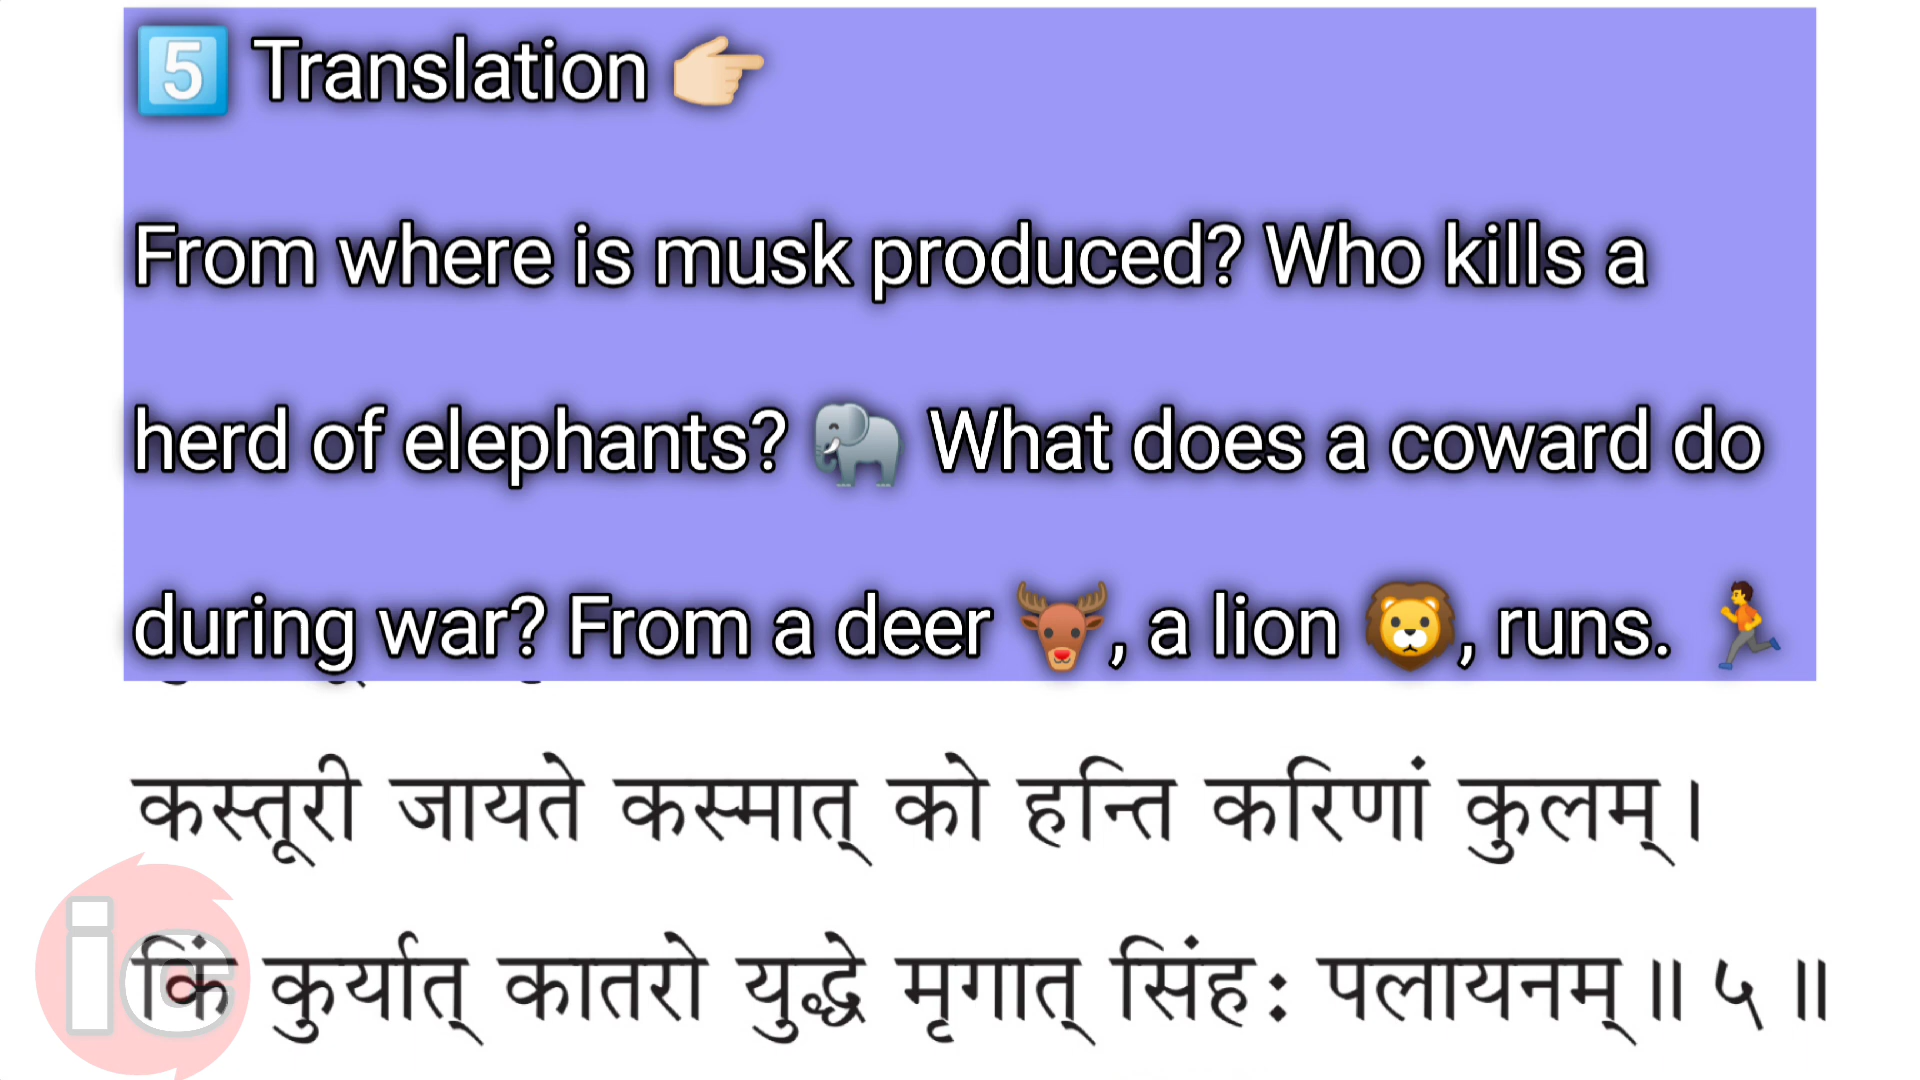 5️⃣ Translation 👉🏻
From where is musk produced? Who kills a
herd of elephants? 🐘 What does a coward do
during war? From a deer 🦌, a lion 🦁, runs. 🏃
कस्तूरी जायते कस्मात् को हन्ति करिणां कुलम्।
किं कुर्यात् कातरो युद्धे मृगात् सिंहः पलायनम्॥ ५ ॥
ic